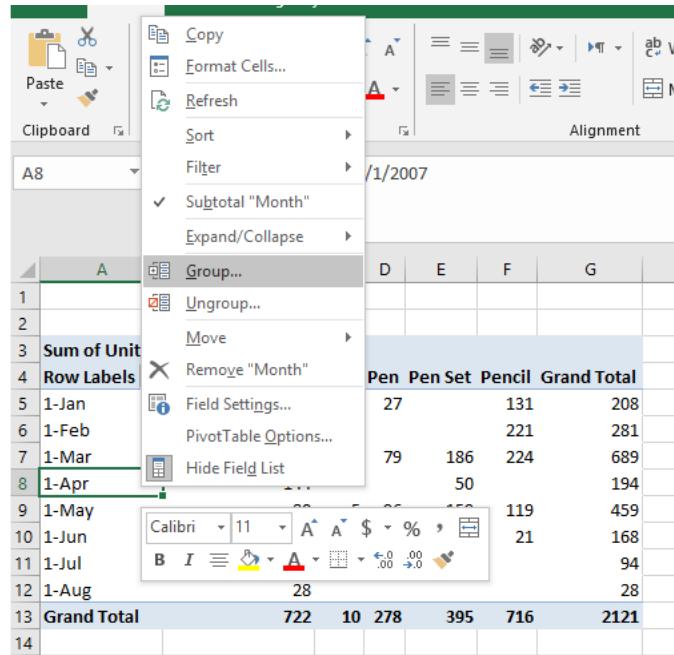 Copy
Format Cells...
Refresh
Sort
Filter
Subtotal "Month"
Expand/Collapse
Group...
Ungroup...
Move
Remove "Month"
Field Settings...
PivotTable Options...
Hide Field List
Paste
Clipboard
A
A
Alignment
ab
A8
/1/2007
A D E F G
1
2
3 Sum of Unit
4 Row Labels Pen Pen Set Pencil Grand Total
5 1-Jan 27 131 208
6 1-Feb 221 281
7 1-Mar 79 186 224 689
8 1-Apr 50 194
9 1-May 119 459
10 1-Jun 21 168
11 1-Jul 94
12 1-Aug 28 28
13 Grand Total 722 10 278 395 716 2121
14
Calibri 11 A A $ % ,
B I A .00 .00